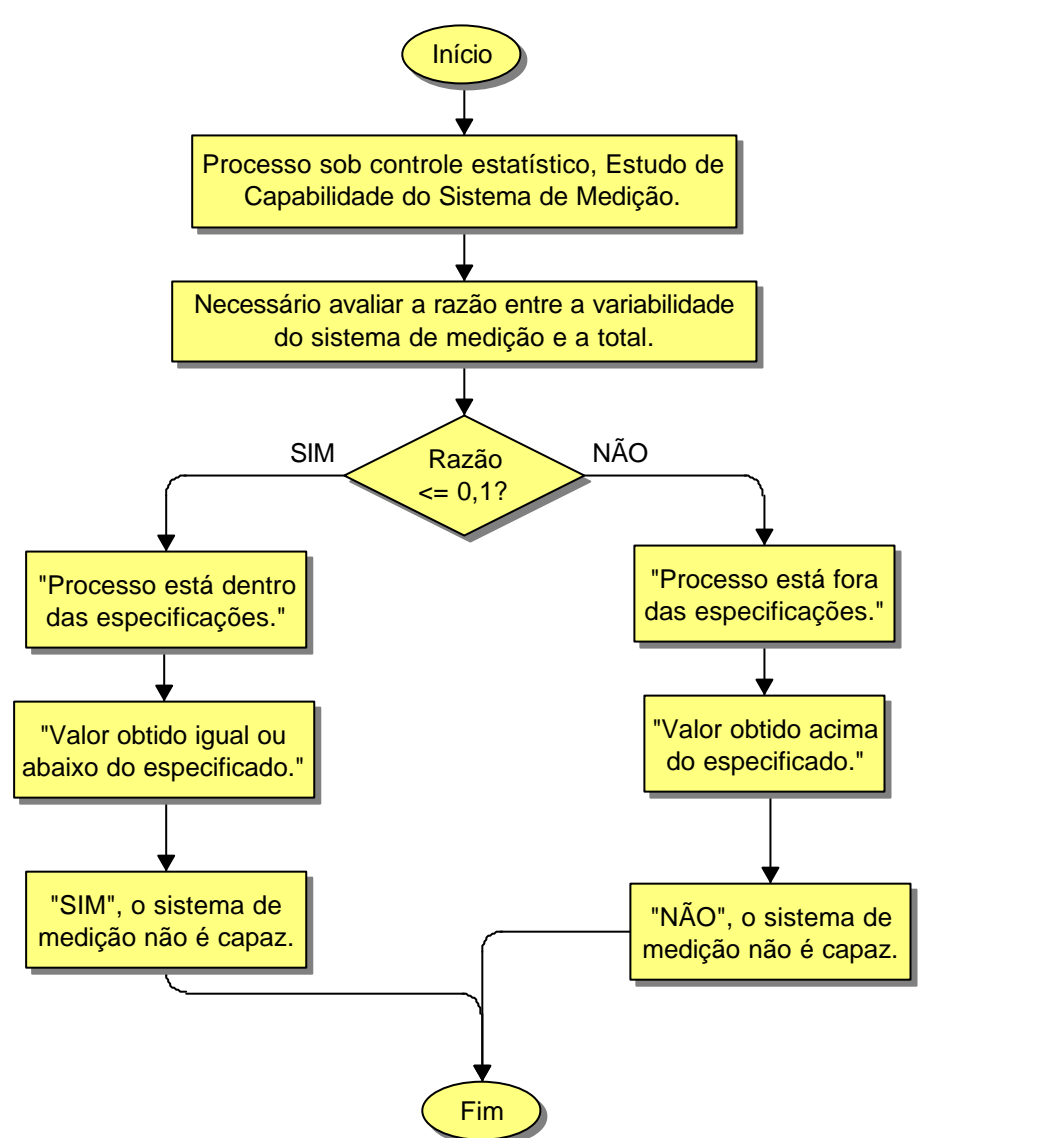 Início
Processo sob controle estatístico, Estudo de
Capabilidade do Sistema de Medição.
Necessário avaliar a razão entre a variabilidade
do sistema de medição e a total.
Razão
<= 0,1?
SIM
NÃO
"Processo está dentro
das especificações."
"Valor obtido igual ou
abaixo do especificado."
"SIM", o sistema de
medição não é capaz.
"Processo está fora
das especificações."
"Valor obtido acima
do especificado."
"NÃO", o sistema de
medição não é capaz.
Fim